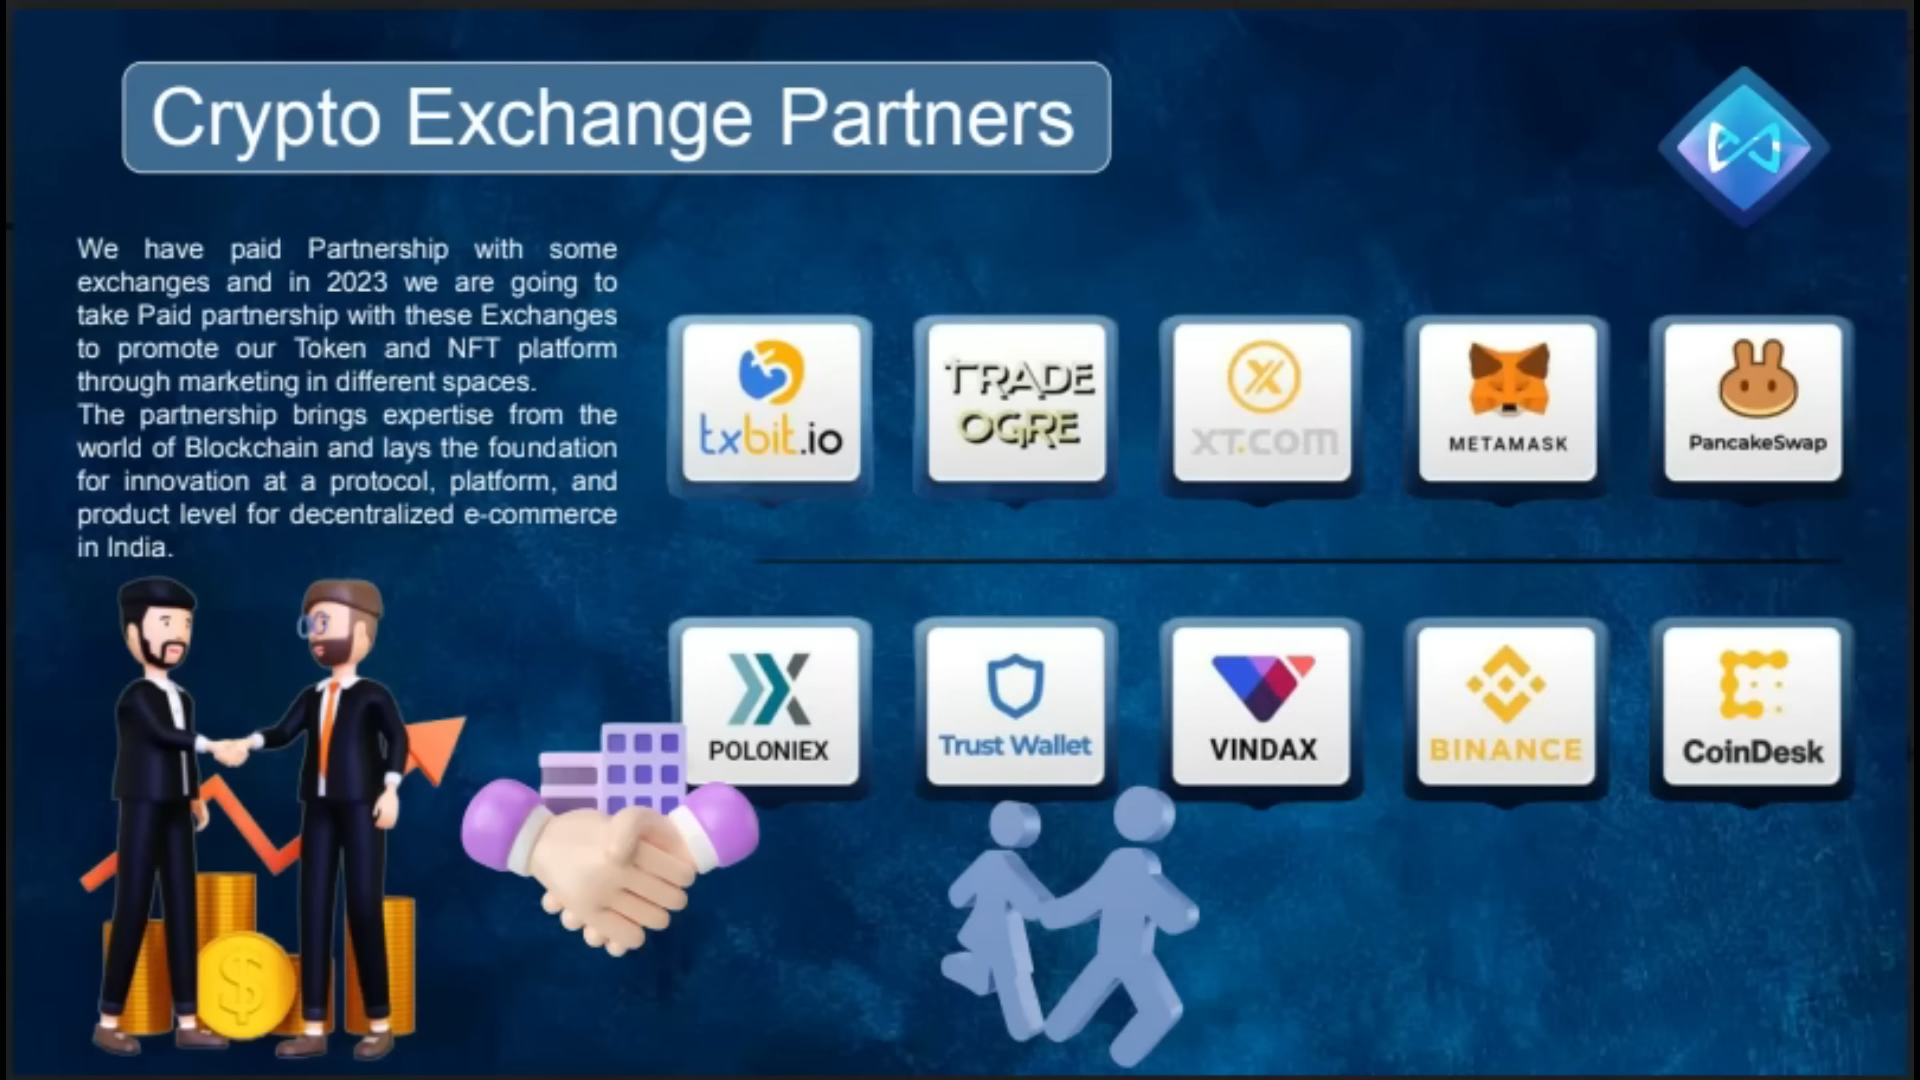 Crypto Exchange Partners
We have paid Partnership with some
exchanges and in 2023 we are going to
take Paid partnership with these Exchanges
to promote our Token and NFT platform
through marketing in different spaces.
The partnership brings expertise from the
world of Blockchain and lays the foundation
for innovation at a protocol, platform, and
product level for decentralized e-commerce
in India.
txbit.io
TRADE
OGRE
XT.COM
METAMASK
PancakeSwap
POLONIEX
Trust Wallet
VINDAX
BINANCE
CoinDesk